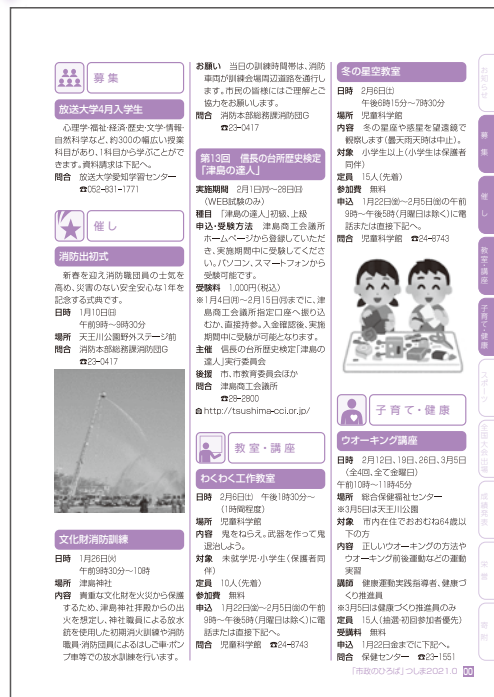 募集
放送大学4月入学生
心理学・福祉・経済・歴史・文学・情報・
自然科学など、約300の幅広い授業
科目があり、1科目から学ぶことがで
きます。資料請求は下記へ。
問合 放送大学愛知学習センター
☎052-831-1771
催し
消防出初式
新春を迎え消防職団員の士気を
高め、災害のない安全安心な1年を
記念する式典です。
日時 1月10日㈰
午前9時～9時30分
場所 天王川公園野外ステージ前
問合 消防本部総務課消防団G
☎23-0417
文化財消防訓練
日時 1月26日㈫
午前9時30分～10時
場所 津島神社
内容 貴重な文化財を火災から保護
するため、津島神社拝殿からの出
火を想定し、神社職員による放水
銃を使用した初期消火訓練や消防
職員・消防団員によるはしご車・ポン
プ車等での放水訓練を行います。
お願い 当日の訓練時間帯は、消防
車両が訓練会場周辺道路を通行し
ます。市民の皆様にはご理解とご
協力をお願いします。
問合 消防本部総務課消防団G
☎23-0417
第13回 信長の台所歴史検定
「津島の達人」
実施期間 2月1日㈪～28日㈰
(WEB試験のみ)
種目 「津島の達人」初級、上級
申込・受験方法 津島商工会議所
ホームページから登録していただ
き、実施期間中に受験してくださ
い。パソコン、スマートフォンから
受験可能です。
受験料 1,000円(税込)
※1月4日㈪～2月15日㈪までに、津
島商工会議所指定口座へ振り込
むか、直接持参。入金確認後、実施
期間中に受験が可能となります。
主催 信長の台所歴史検定「津島の
達人」実行委員会
後援 市、市教育委員会ほか
問合 津島商工会議所
☎28-2800
http://tsushima-cci.or.jp/
教室・講座
わくわく工作教室
日時 2月6日㈯ 午後1時30分～
(1時間程度)
場所 児童科学館
内容 鬼をねらえ。武器を作って鬼
退治しよう。
対象 未就学児・小学生(保護者同
伴)
定員 10人(先着)
参加費 無料
申込 1月22日㈮～2月5日㈮の午前
9時～午後5時(月曜日は除く)に電
話または直接下記へ。
問合 児童科学館 ☎24-8743
冬の星空教室
日時 2月6日㈯
午後6時15分～7時30分
場所 児童科学館
内容 冬の星座や惑星を望遠鏡で
観察します(曇天雨天時は中止)。
対象 小学生以上(小学生は保護者
同伴)
定員 15人(先着)
参加費 無料
申込 1月22日㈮～2月5日㈮の午前
9時～午後5時(月曜日は除く)に電
話または直接下記へ。
問合 児童科学館 ☎24-8743
子育て・健康
ウオーキング講座
日時 2月12日、19日、26日、3月5日
(全4回、全て金曜日)
午前10時～11時45分
場所 総合保健福祉センター
※3月5日は天王川公園
対象 市内在住でおおむね64歳以
下の方
内容 正しいウオーキングの方法や
ウオーキング前後運動などの運動
実習
講師 健康運動実践指導者、健康づ
くり推進員
※3月5日は健康づくり推進員のみ
定員 15人(抽選・初回参加者優先)
受講料 無料
申込 1月22日金までに下記へ。
問合 保健センター ☎23-1551
お知らせ
募集
催し
教室・講座
子育て・健康
スポーツ
全国大会出場
成績発表
栄誉
寄附
「市政のひろば」つしま2021.0 00